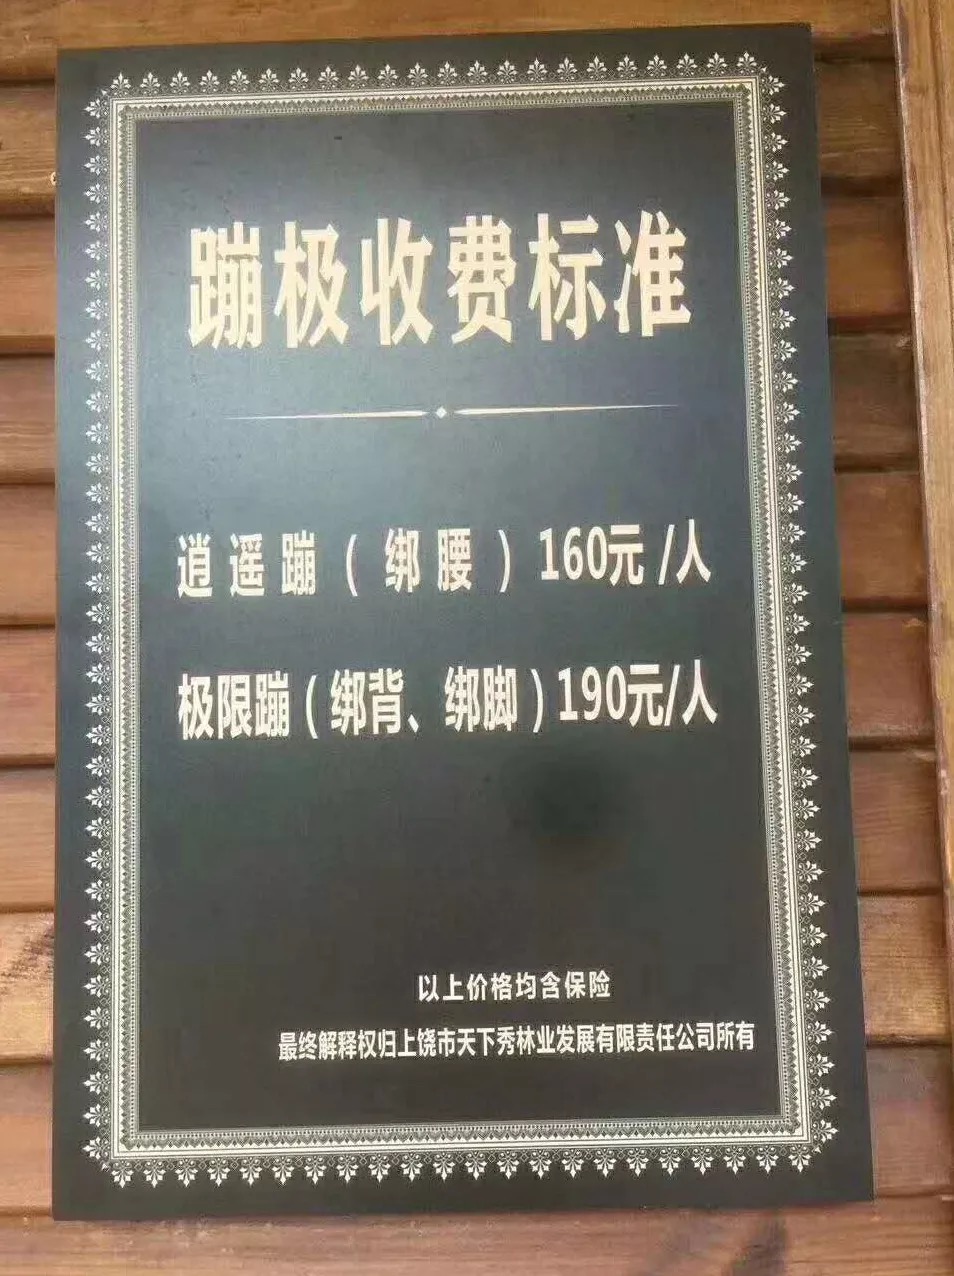 蹦极收费标准
逍遥蹦(绑腰)160元/人
极限蹦(绑背、绑脚)190元/人
以上价格均含保险
最终解释权归上饶市天下秀林业发展有限责任公司所有